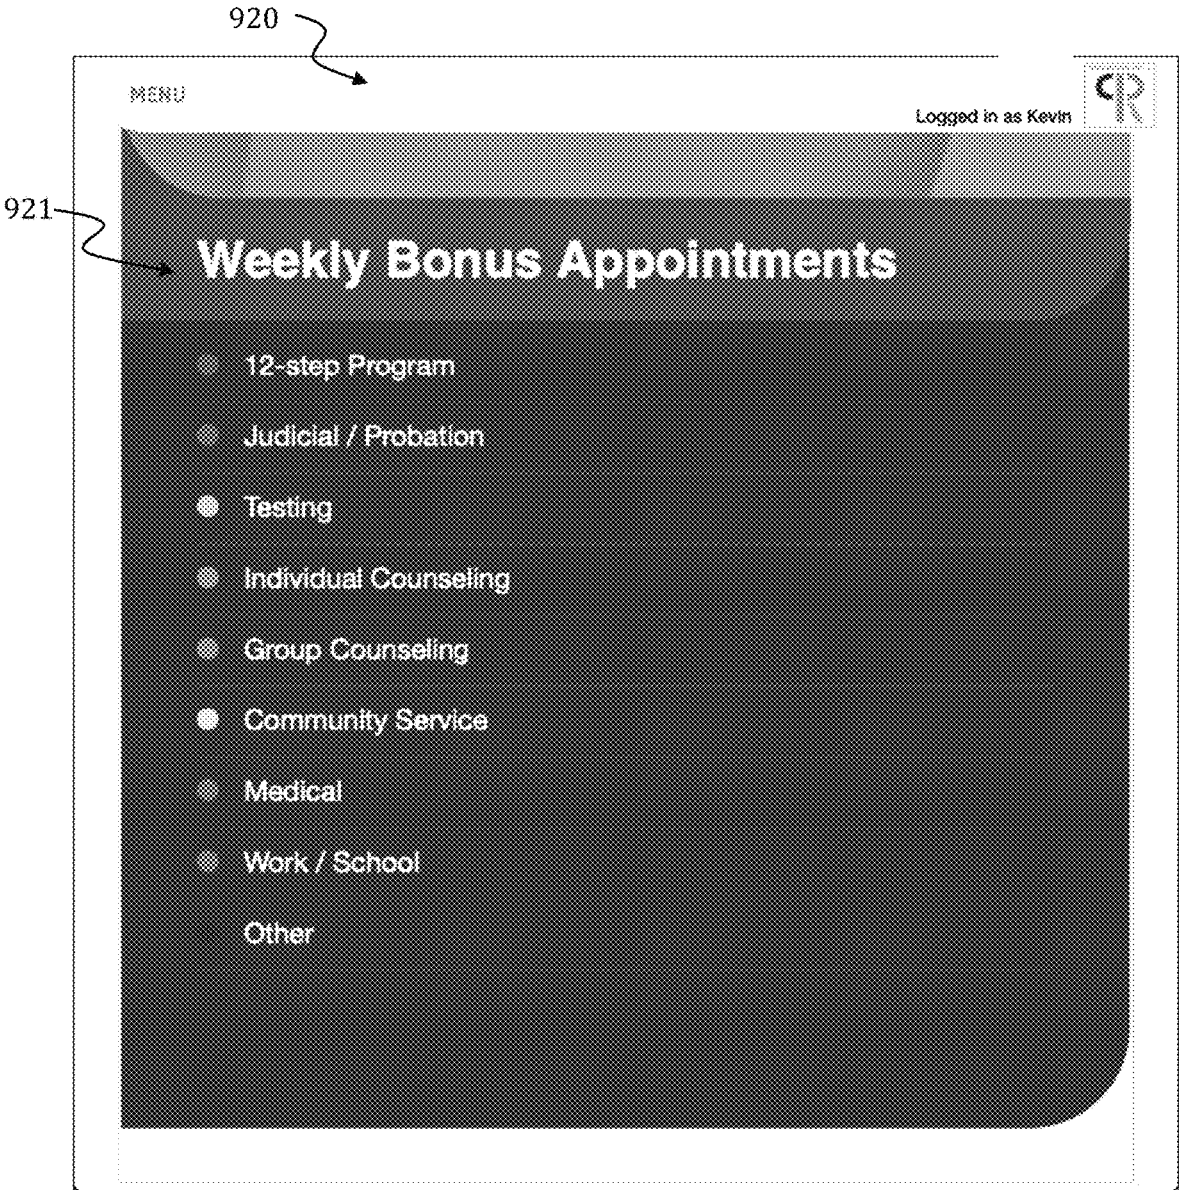 920
MENU
CR
Logged in as Kevin
921
Weekly Bonus Appointments
12-step Program
Judicial / Probation
Testing
Individual Counseling
Group Counseling
Community Service
Medical
Work / School
Other